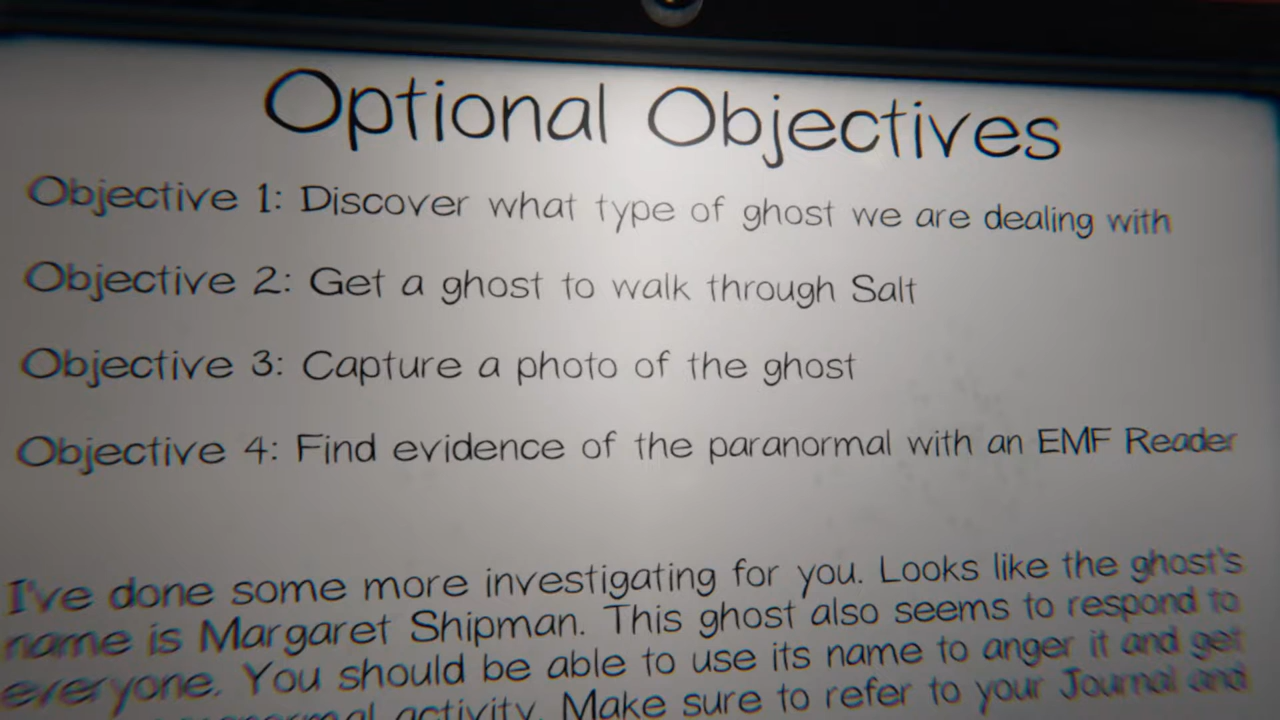 Optional Objectives
Objective 1: Discover what type of ghost we are dealing with
Objective 2: Get a ghost to walk through Salt
Objective 3: Capture a photo of the ghost
Objective 4: Find evidence of the paranormal with an EMF Reader
I've done some more investigating for you. Looks like the ghost's
name is Margaret Shipman. This ghost also seems to respond to
everyone. You should be able to use its name to anger it and get
activity. Make sure to refer to your Journal and